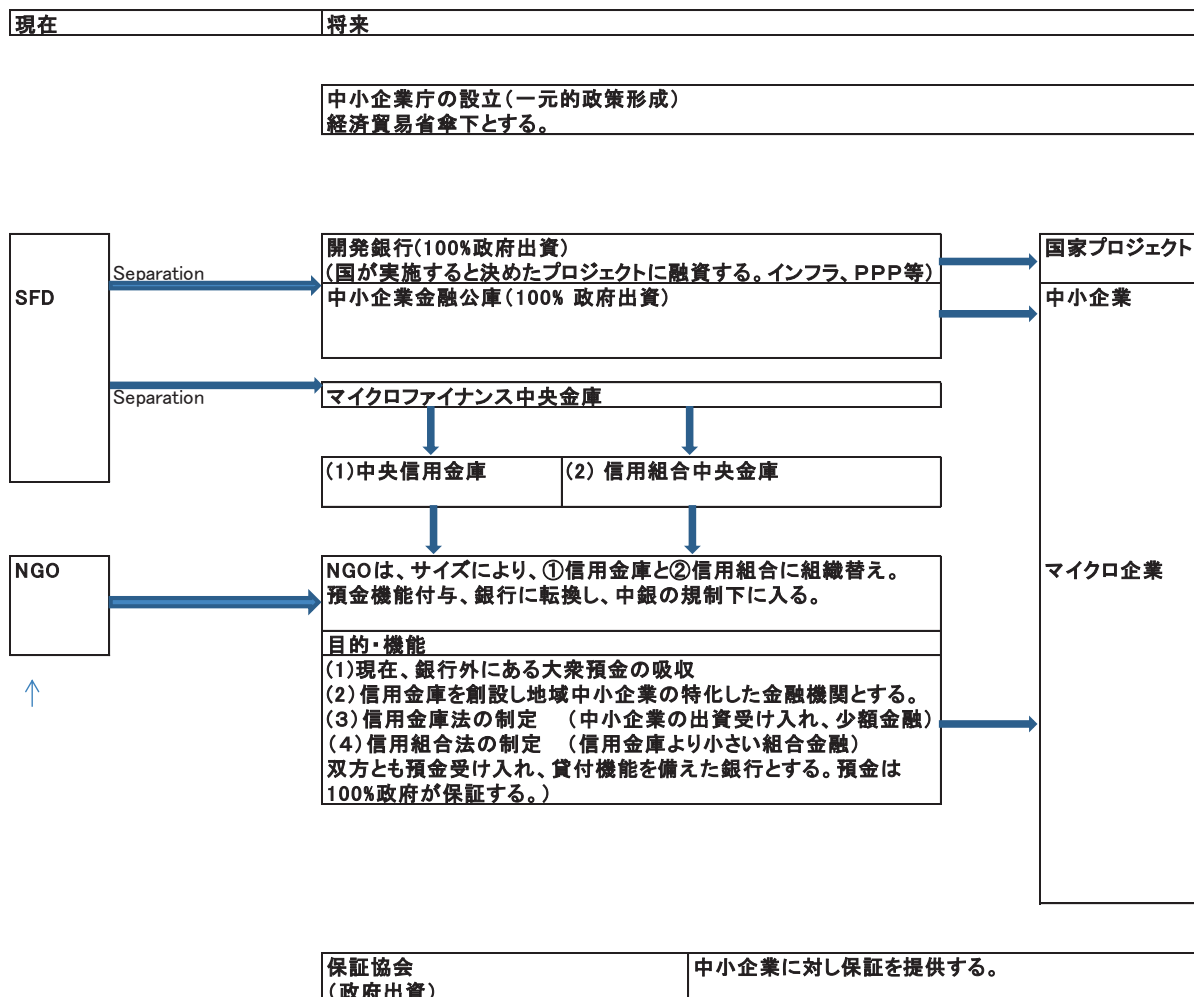 現在
将来
中小企業庁の設立(一元的政策形成)
経済貿易省傘下とする。
SFD
Separation
Separation
開発銀行(100%政府出資)
(国が実施すると決めたプロジェクトに融資する。インフラ、PPP等)
中小企業金融公庫(100% 政府出資)
国家プロジェクト
中小企業
マイクロファイナンス中央金庫
(1)中央信用金庫
(2) 信用組合中央金庫
NGO
NGOは、サイズにより、①信用金庫と②信用組合に組織替え。
預金機能付与、銀行に転換し、中銀の規制下に入る。
マイクロ企業
目的・機能
(1)現在、銀行外にある大衆預金の吸収
(2)信用金庫を創設し地域中小企業の特化した金融機関とする。
(3)信用金庫法の制定 (中小企業の出資受け入れ、少額金融)
(4)信用組合法の制定 (信用金庫より小さい組合金融)
双方とも預金受け入れ、貸付機能を備えた銀行とする。預金は
100%政府が保証する。)
保証協会
(政府出資)
中小企業に対し保証を提供する。